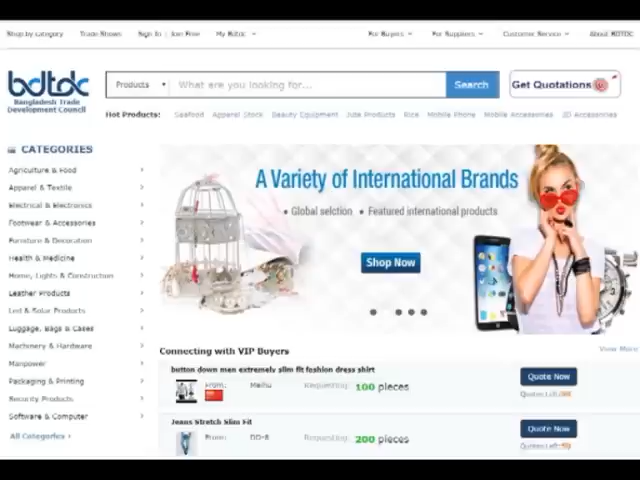 Shop by category Trade Shows Sign In | Join Free My Bdtdc For Buyers For Suppliers Customer Service About BDTDC
bdtdc
Bangladesh Trade
Development Council
Products What are you looking for... Search Get Quotations
Hot Products: Seafood Apparel Stock Beauty Equipment Jute Products Rice Mobile Phone Mobile Accessories 3D Accessories
CATEGORIES
Agriculture & Food
Apparel & Textile
Electrical & Electronics
Footwear & Accessories
Furniture & Decoration
Health & Medicine
Home, Lights & Construction
Leather Products
Led & Solar Products
Luggage, Bags & Cases
Machinery & Hardware
Manpower
Packaging & Printing
Security Products
Software & Computer
All Categories
A Variety of International Brands
• Global selction • Featured international products
Shop Now
Connecting with VIP Buyers View More
button down men extremely slim fit fashion dress shirt
From: Meihu Requesting: 100 pieces Quote Now
Quotes Left
Jeans Stretch Slim Fit
From: Requesting: 200 pieces Quote Now
Quotes Left